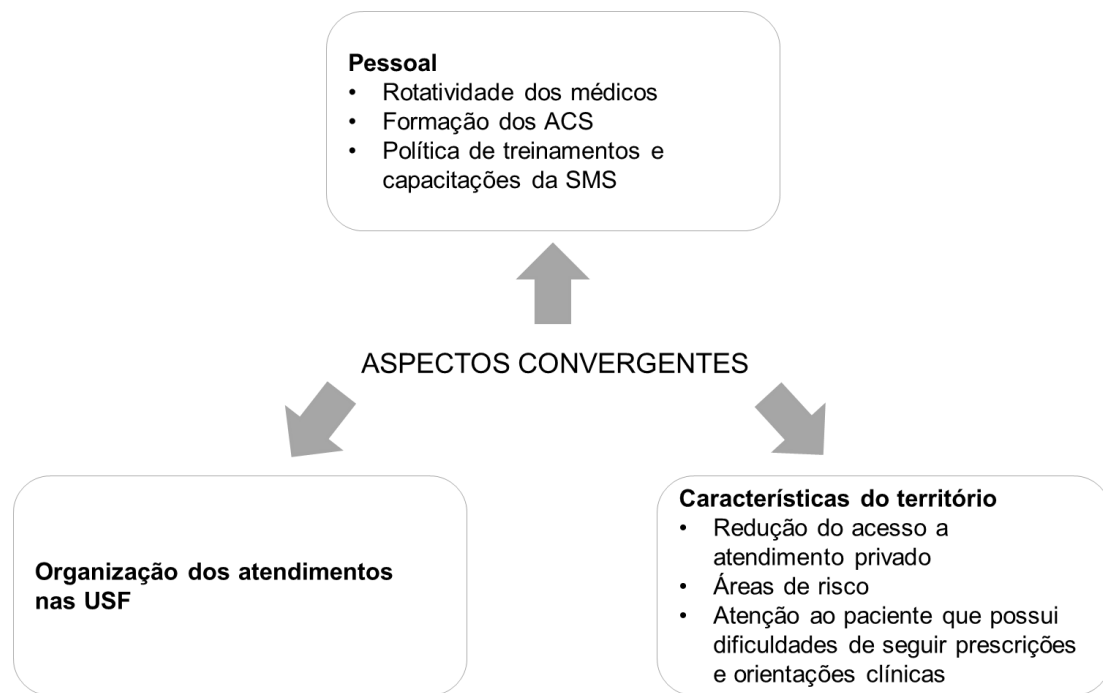 Pessoal
• Rotatividade dos médicos
• Formação dos ACS
• Política de treinamentos e
capacitações da SMS
ASPECTOS CONVERGENTES
Organização dos atendimentos
nas USF
Características do território
• Redução do acesso a
atendimento privado
• Áreas de risco
• Atenção ao paciente que possui
dificuldades de seguir prescrições
e orientações clínicas